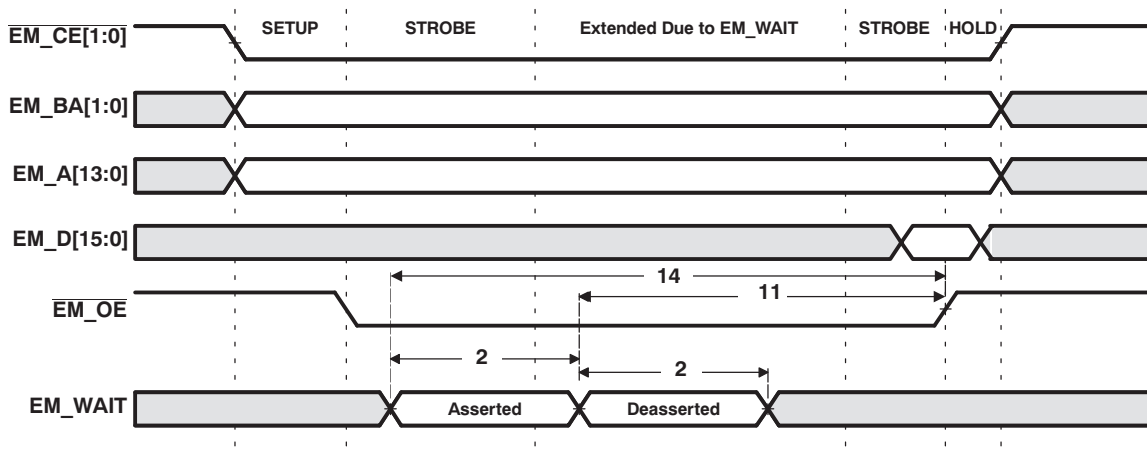 SETUP STROBE Extended Due to EM_WAIT STROBE HOLD
EM_CE[1:0]
EM_BA[1:0]
EM_A[13:0]
EM_D[15:0]
14
11
EM_OE
2
2
EM_WAIT Asserted Deasserted